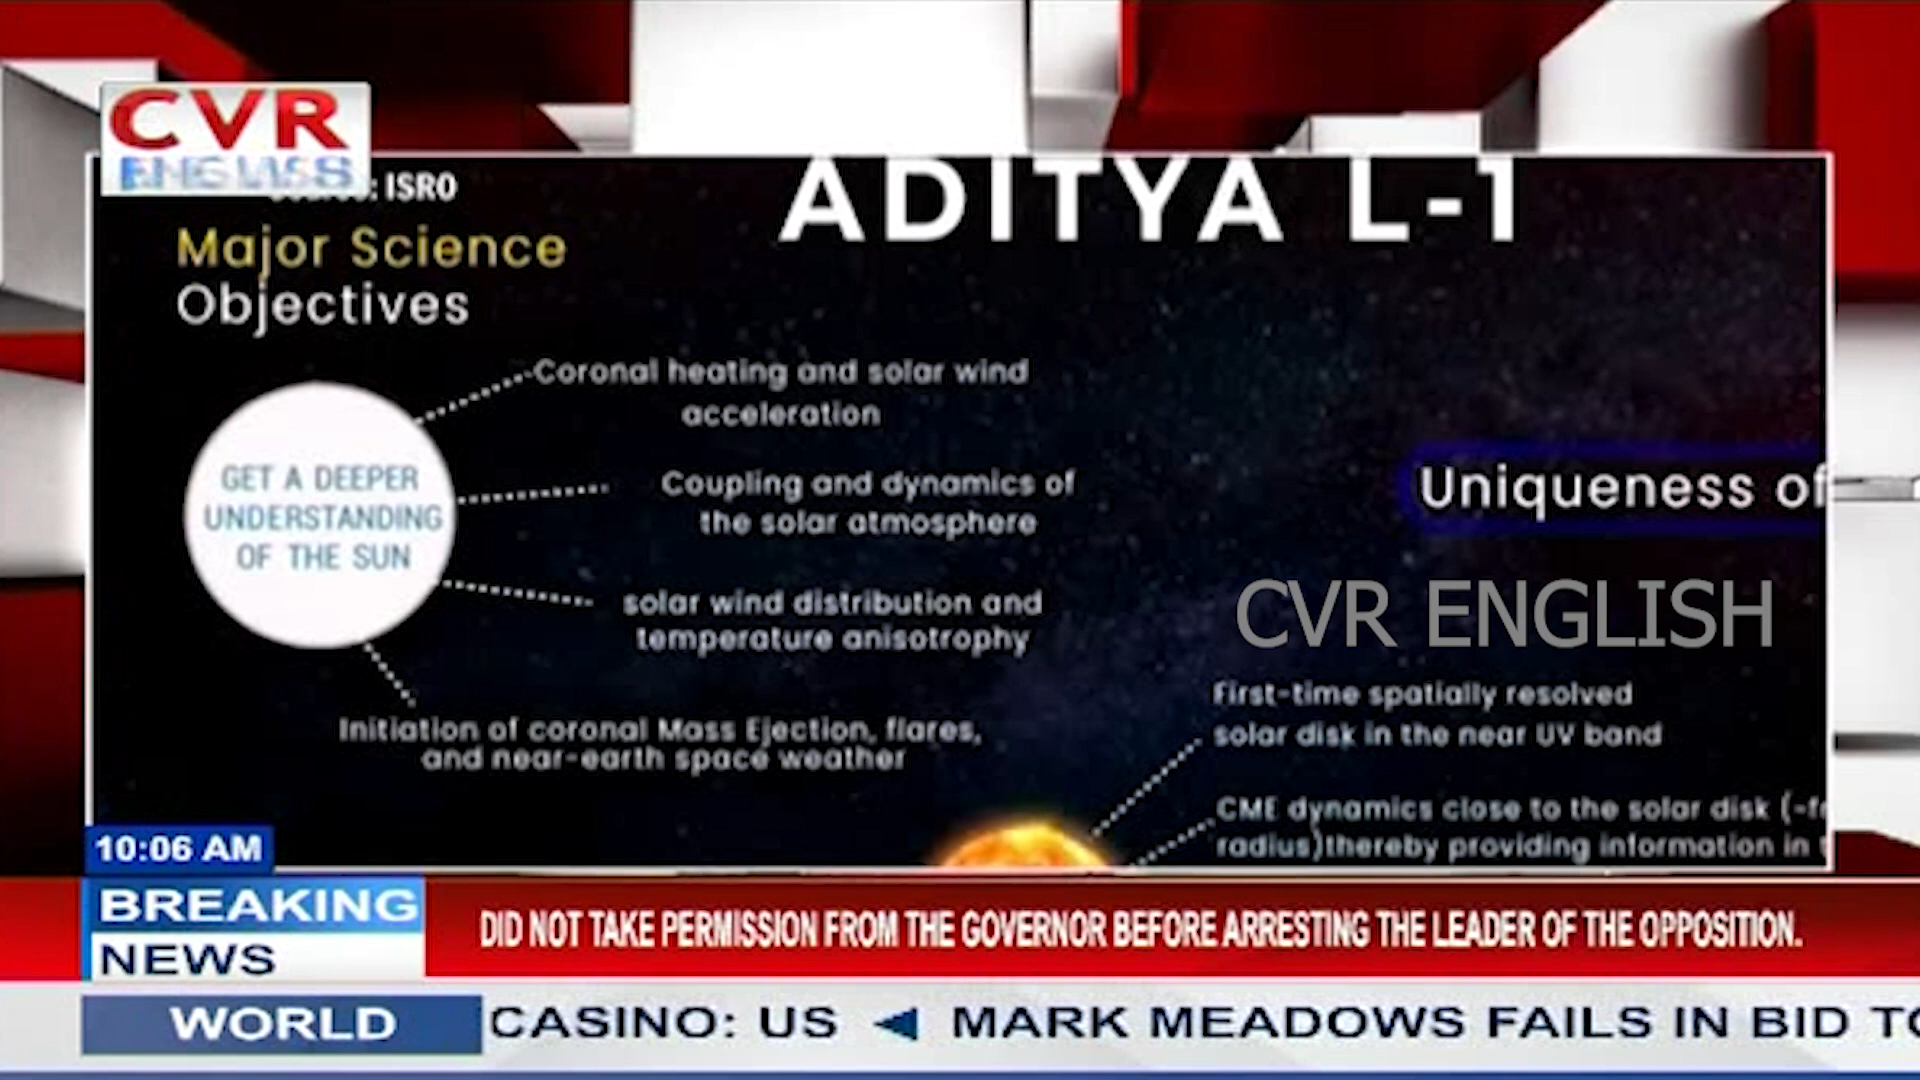 CVR
ENGLISH
: ISRO
ADITYA L-1
Major Science
Objectives
Coronal heating and solar wind
acceleration
GET A DEEPER
UNDERSTANDING
OF THE SUN
Coupling and dynamics of
the solar atmosphere
solar wind distribution and
temperature anisotrophy
Initiation of coronal Mass Ejection, flares,
and near-earth space weather
Uniqueness of
CVR ENGLISH
First-time spatially resolved
solar disk in the near UV band
CME dynamics close to the solar disk (-fr
radius)thereby providing information in
10:06 AM
BREAKING
NEWS
DID NOT TAKE PERMISSION FROM THE GOVERNOR BEFORE ARRESTING THE LEADER OF THE OPPOSITION.
WORLD
CASINO: US ◀ MARK MEADOWS FAILS IN BID TO